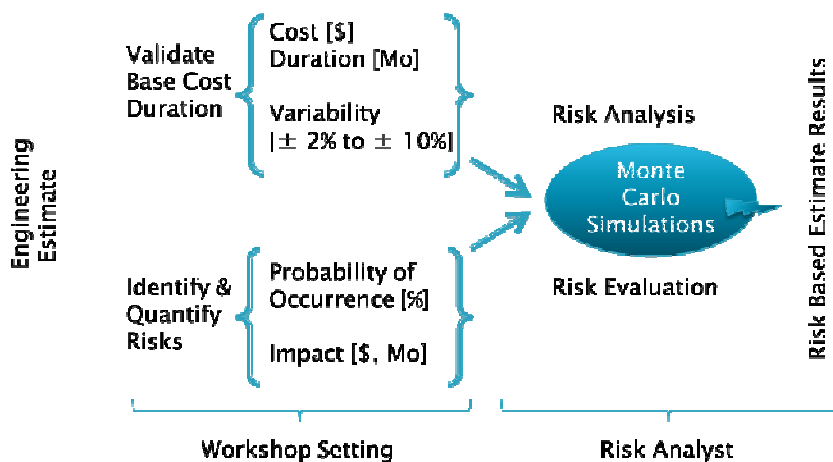 Engineering
Estimate
Validate
Base Cost
Duration
Cost [$]
Duration [Mo]
Variability
[± 2% to ± 10%]
Identify &
Quantify
Risks
Probability of
Occurrence [%]
Impact [$, Mo]
Workshop Setting
Risk Analysis
Monte
Carlo
Simulations
Risk Evaluation
Risk Analyst
Risk Based Estimate Results